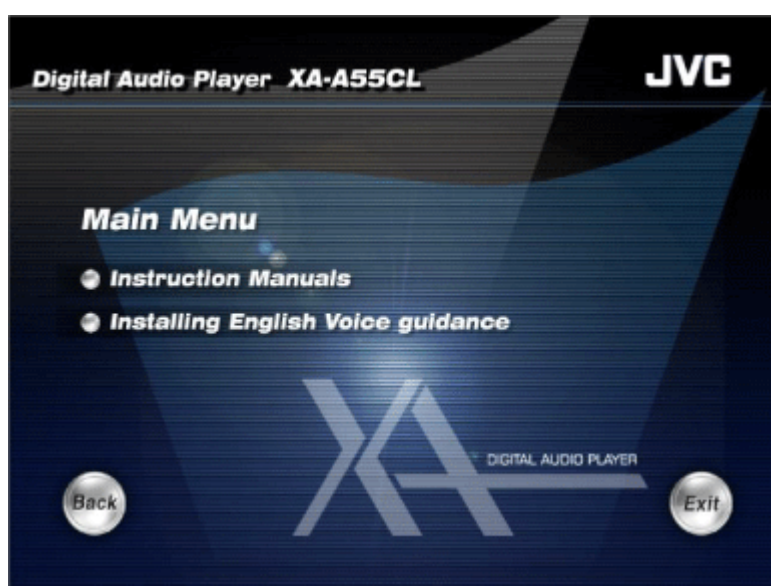 Digital Audio Player XA-A55CL
JVC
Main Menu
Instruction Manuals
Installing English Voice guidance
XA
DIGITAL AUDIO PLAYER
Back
Exit